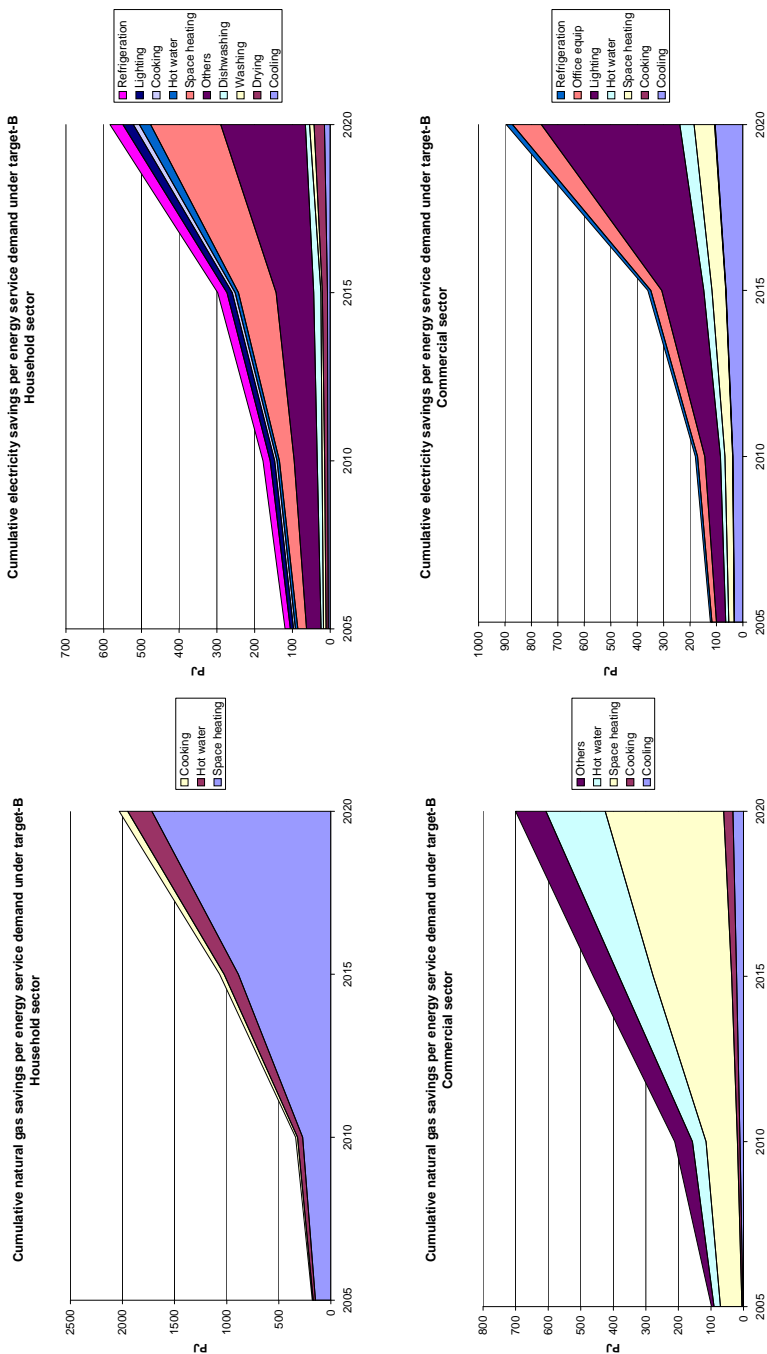 Cumulative natural gas savings per energy service demand under target-B
Household sector
2500
2000
1500
1000
500
0
PJ
2005
2010
2015
2020
Cooking
Hot water
Space heating
Cumulative electricity savings per energy service demand under target-B
Household sector
700
600
500
400
300
200
100
0
PJ
2005
2010
2015
2020
Refrigeration
Lighting
Cooking
Hot water
Space heating
Others
Dishwashing
Washing
Drying
Cooling
Cumulative natural gas savings per energy service demand under target-B
Commercial sector
800
700
600
500
400
300
200
100
0
PJ
2005
2010
2015
2020
Others
Hot water
Space heating
Cooking
Cooling
Cumulative electricity savings per energy service demand under target-B
Commercial sector
1000
900
800
700
600
500
400
300
200
100
0
PJ
2005
2010
2015
2020
Refrigeration
Office equip
Lighting
Hot water
Space heating
Cooking
Cooling